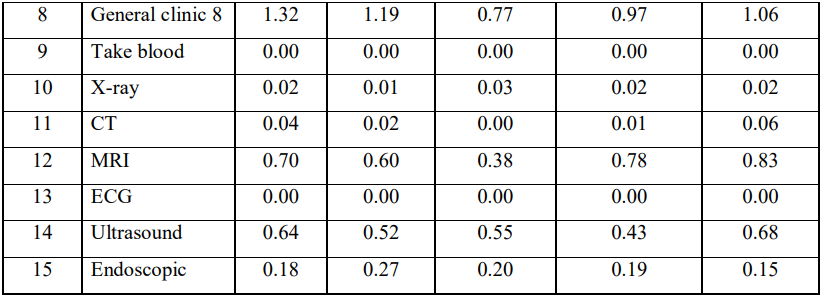 8 General clinic 8 1.32 1.19 0.77 0.97 1.06
9 Take blood 0.00 0.00 0.00 0.00 0.00
10 X-ray 0.02 0.01 0.03 0.02 0.02
11 CT 0.04 0.02 0.00 0.01 0.06
12 MRI 0.70 0.60 0.38 0.78 0.83
13 ECG 0.00 0.00 0.00 0.00 0.00
14 Ultrasound 0.64 0.52 0.55 0.43 0.68
15 Endoscopic 0.18 0.27 0.20 0.19 0.15